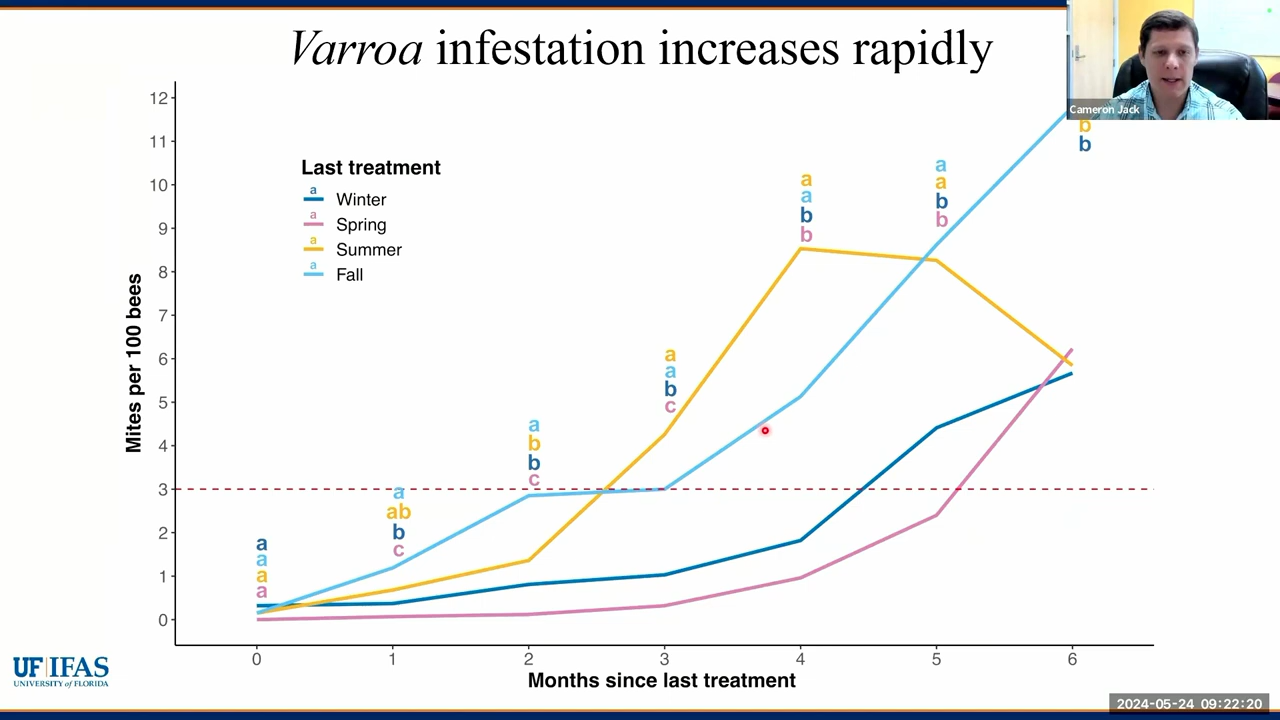 Varroa infestation increases rapidly
Cameron Jack
12
11
10
9
8
7
6
5
4
3
2
1
0
Mites per 100 bees
Last treatment
a Winter
a Spring
a Summer
a Fall
a
a
a
a
a
ab
b
c
a
b
b
c
a
a
b
c
a
a
b
b
a
a
b
b
b
b
0 1 2 3 4 5 6
Months since last treatment
UF IFAS
UNIVERSITY of FLORIDA
2024-05-24 09:22:20